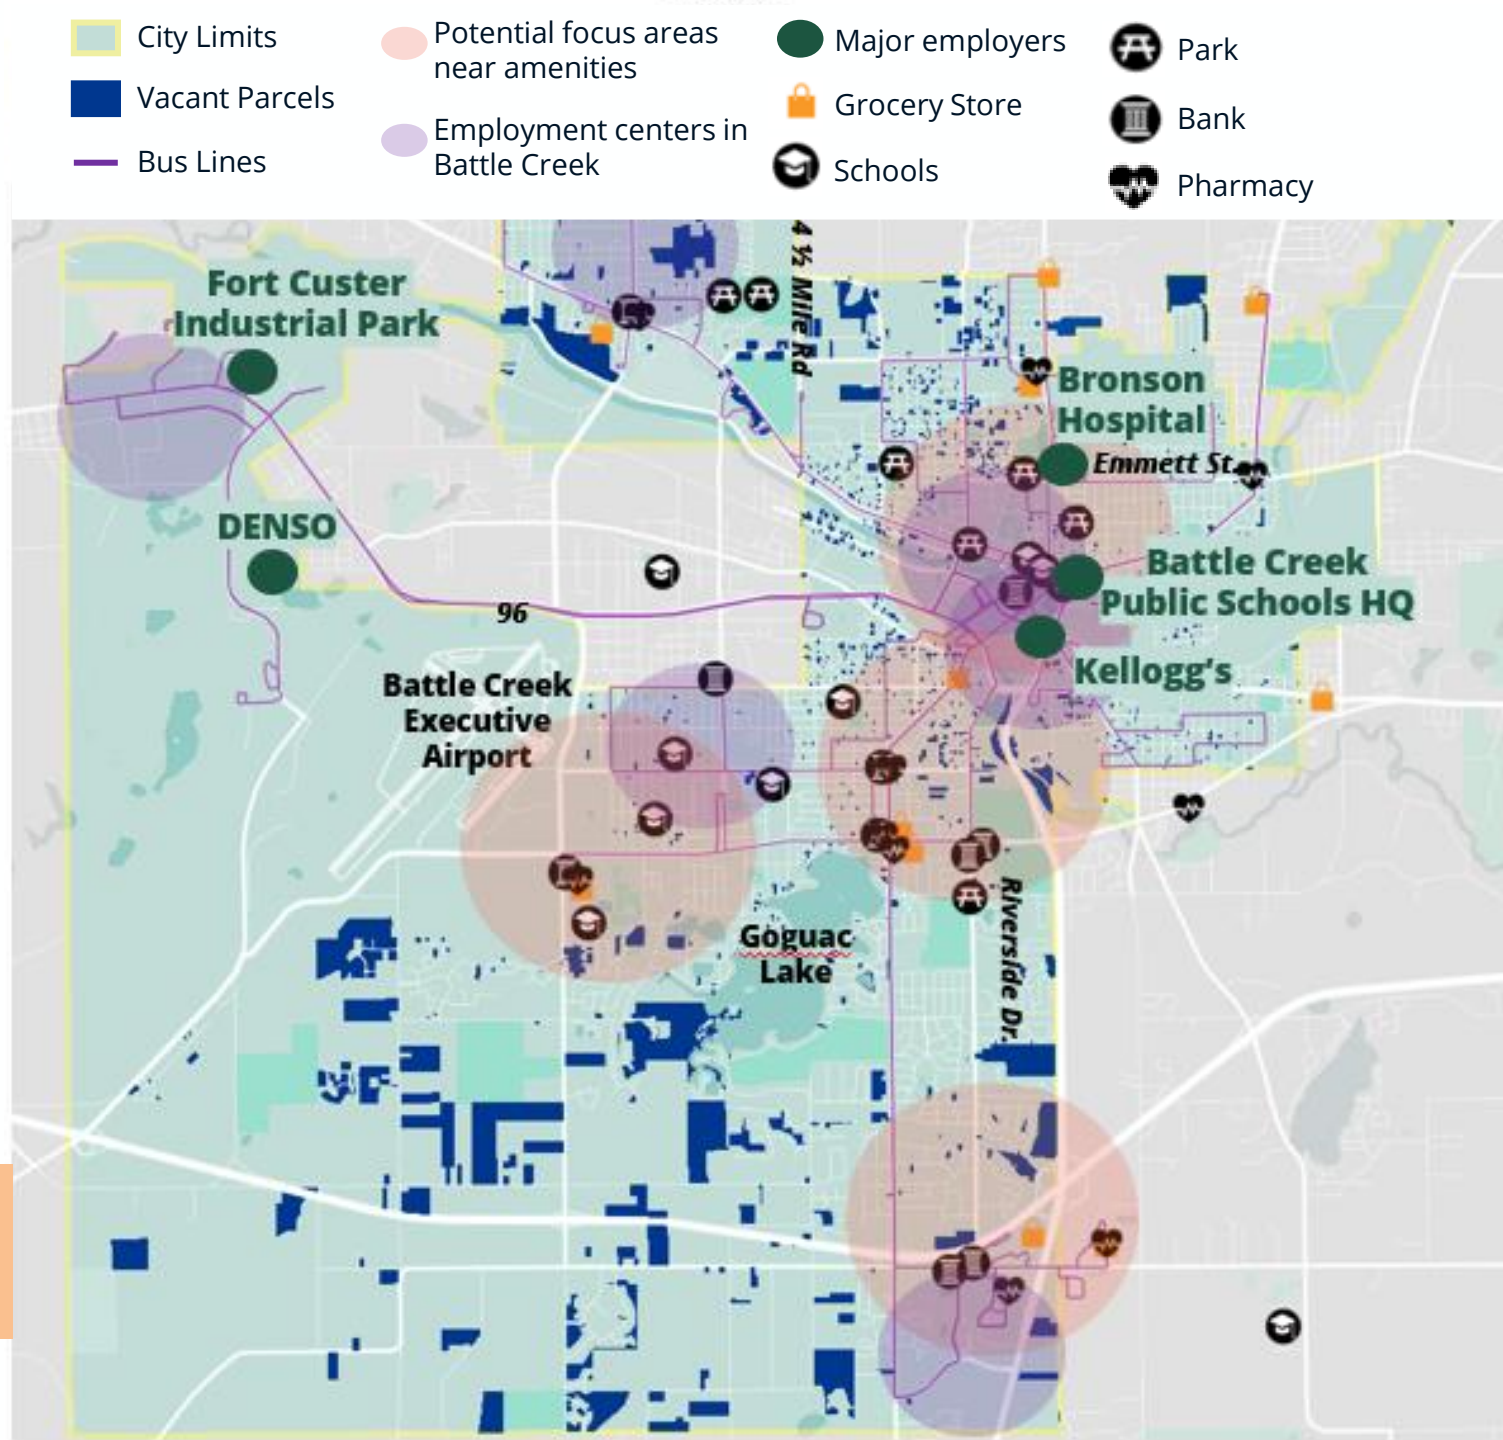 City Limits
Vacant Parcels
Bus Lines
Potential focus areas
near amenities
Employment centers in
Battle Creek
Major employers
Grocery Store
Schools
Park
Bank
Pharmacy
4 ½ Mile Rd
Fort Custer
Industrial Park
Bronson
Hospital
Emmett St.
DENSO
Battle Creek
Public Schools HQ
96
Kellogg's
Battle Creek
Executive
Airport
Goguac
Lake
Riverside Dr.